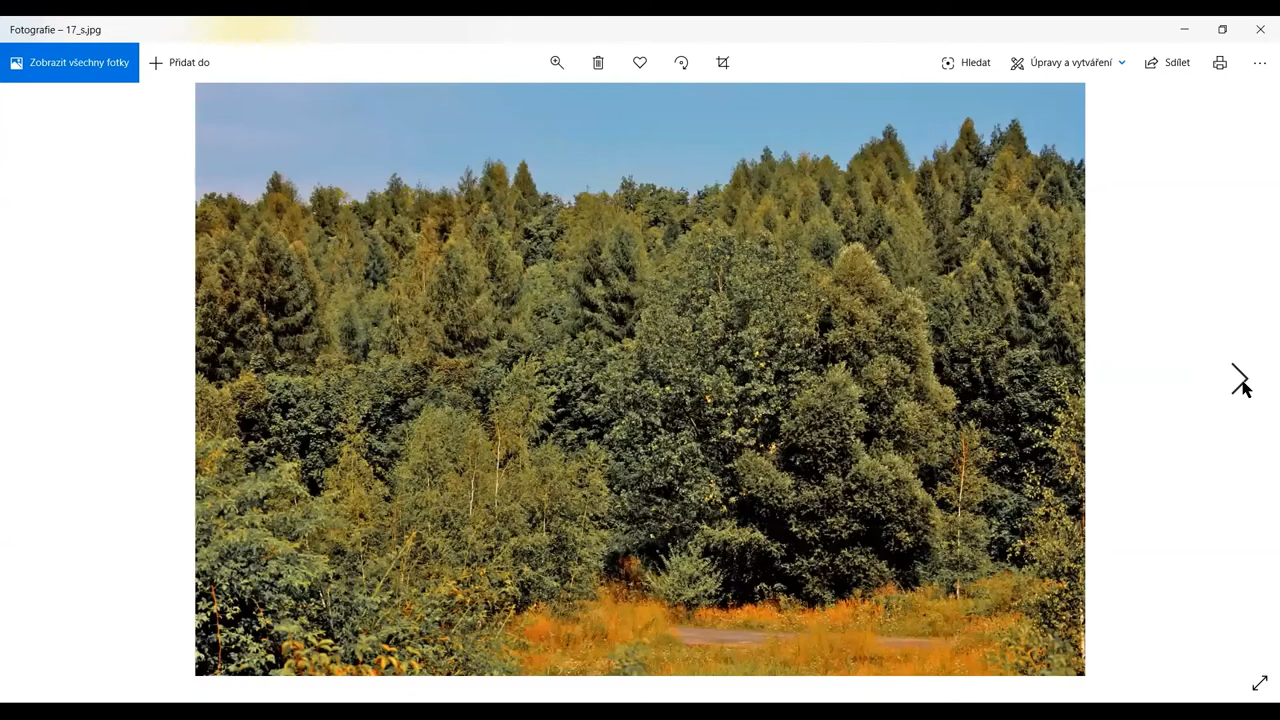 Fotografie – 17_s.jpg
Zobrazit všechny fotky
Přidat do
Hledat
Úpravy a vytváření
Sdílet